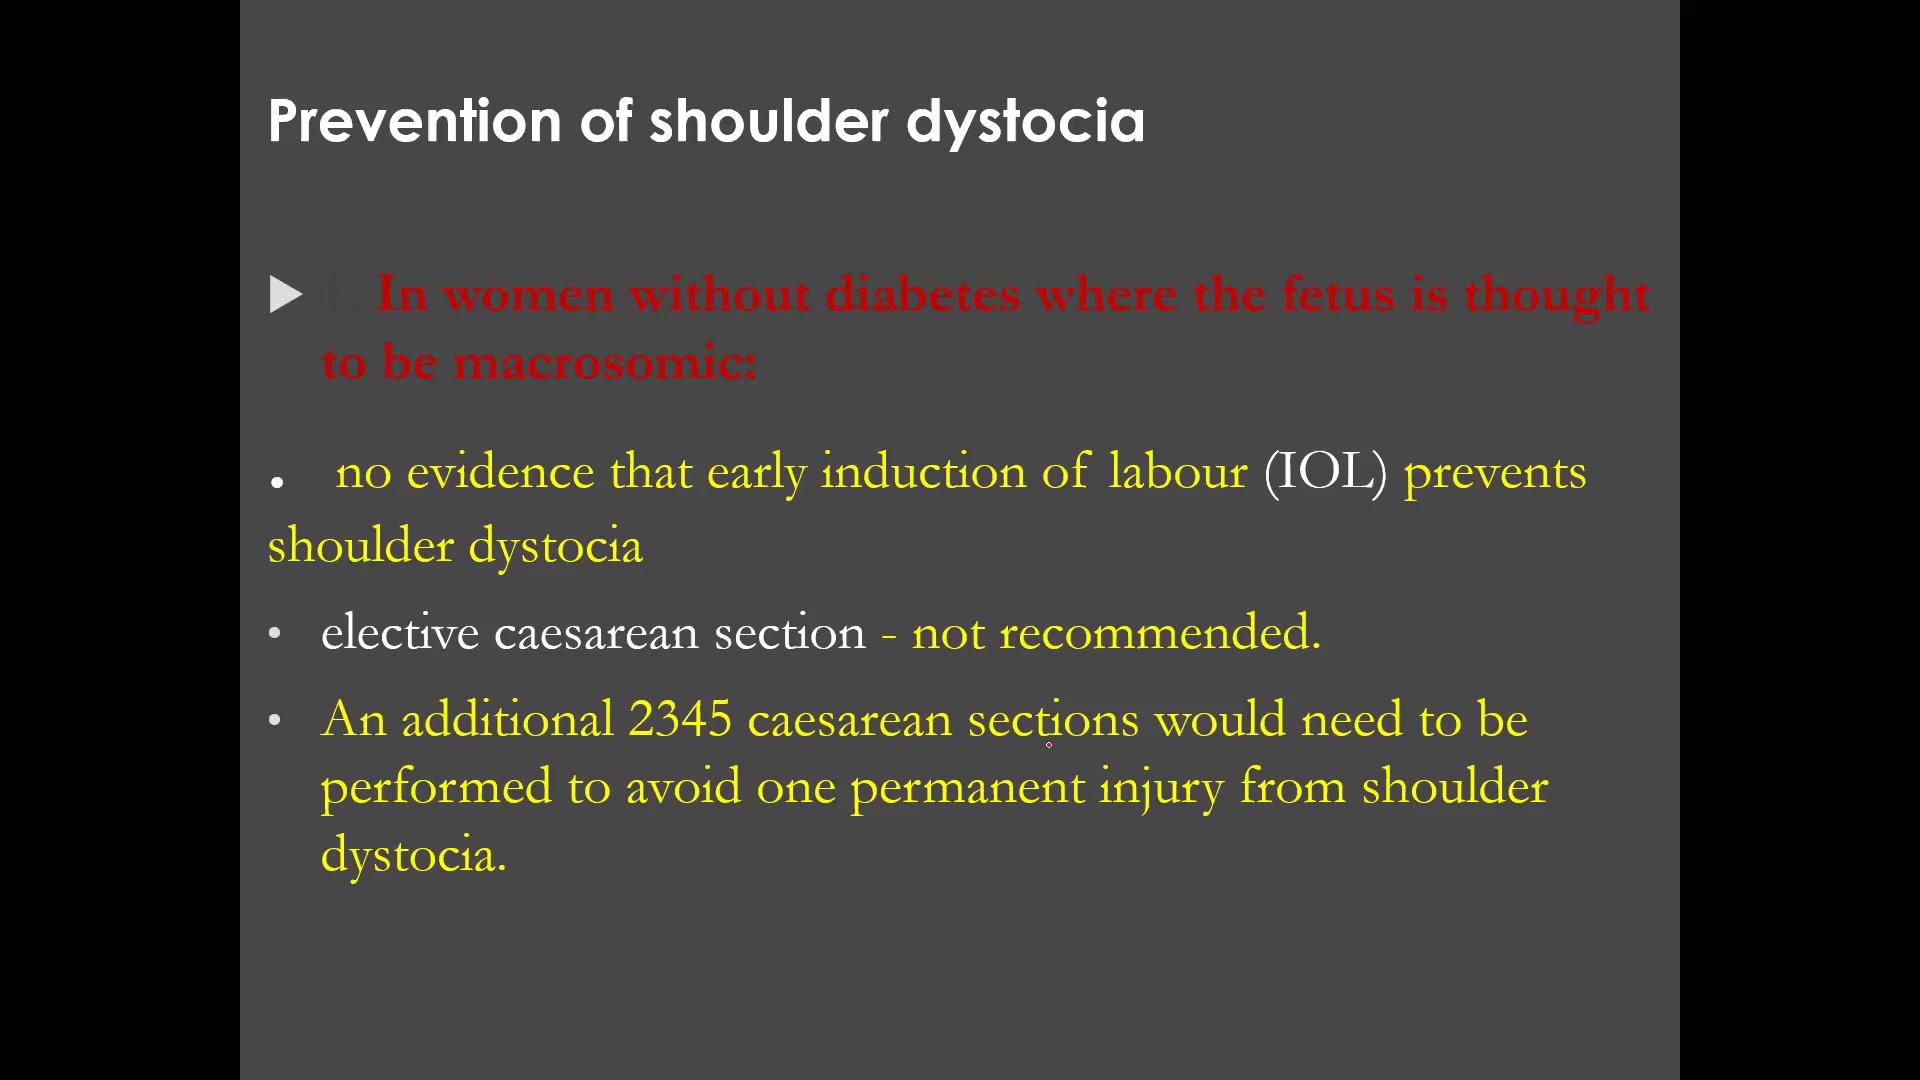 Prevention of shoulder dystocia
In women without diabetes where the fetus is thought
to be macrosomic:
. no evidence that early induction of labour (IOL) prevents
shoulder dystocia
• elective caesarean section - not recommended.
• An additional 2345 caesarean sections would need to be
performed to avoid one permanent injury from shoulder
dystocia.